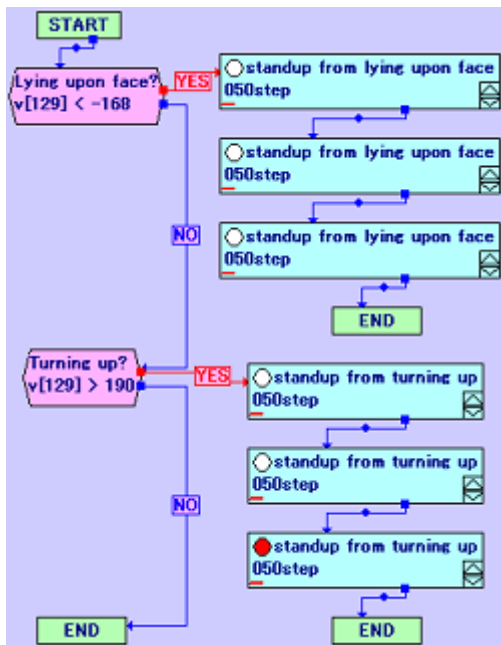 START
Lying upon face?
v[129] < -168
YES
standup from lying upon face
050step
standup from lying upon face
050step
standup from lying upon face
050step
END
NO
Turning up?
v[129] > 190
YES
standup from turning up
050step
standup from turning up
050step
standup from turning up
050step
END
NO
END